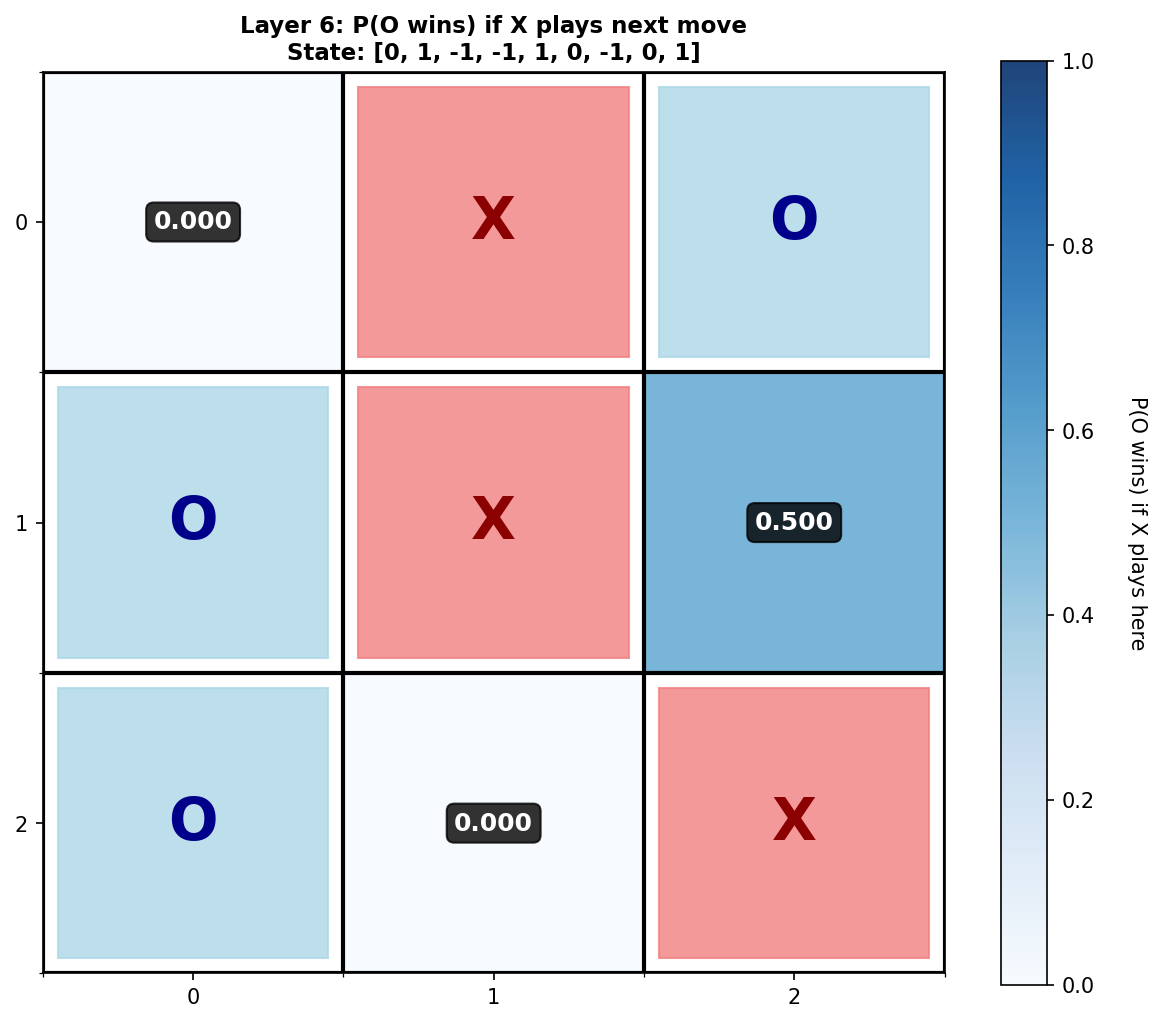 Layer 6: P(O wins) if X plays next move
State: [0, 1, -1, -1, 1, 0, -1, 0, 1]
0
0.000
X
O
1
O
X
0.500
2
O
0.000
X
0
1
2
1.0
0.8
0.6
0.4
0.2
0.0
P(O wins) if X plays here